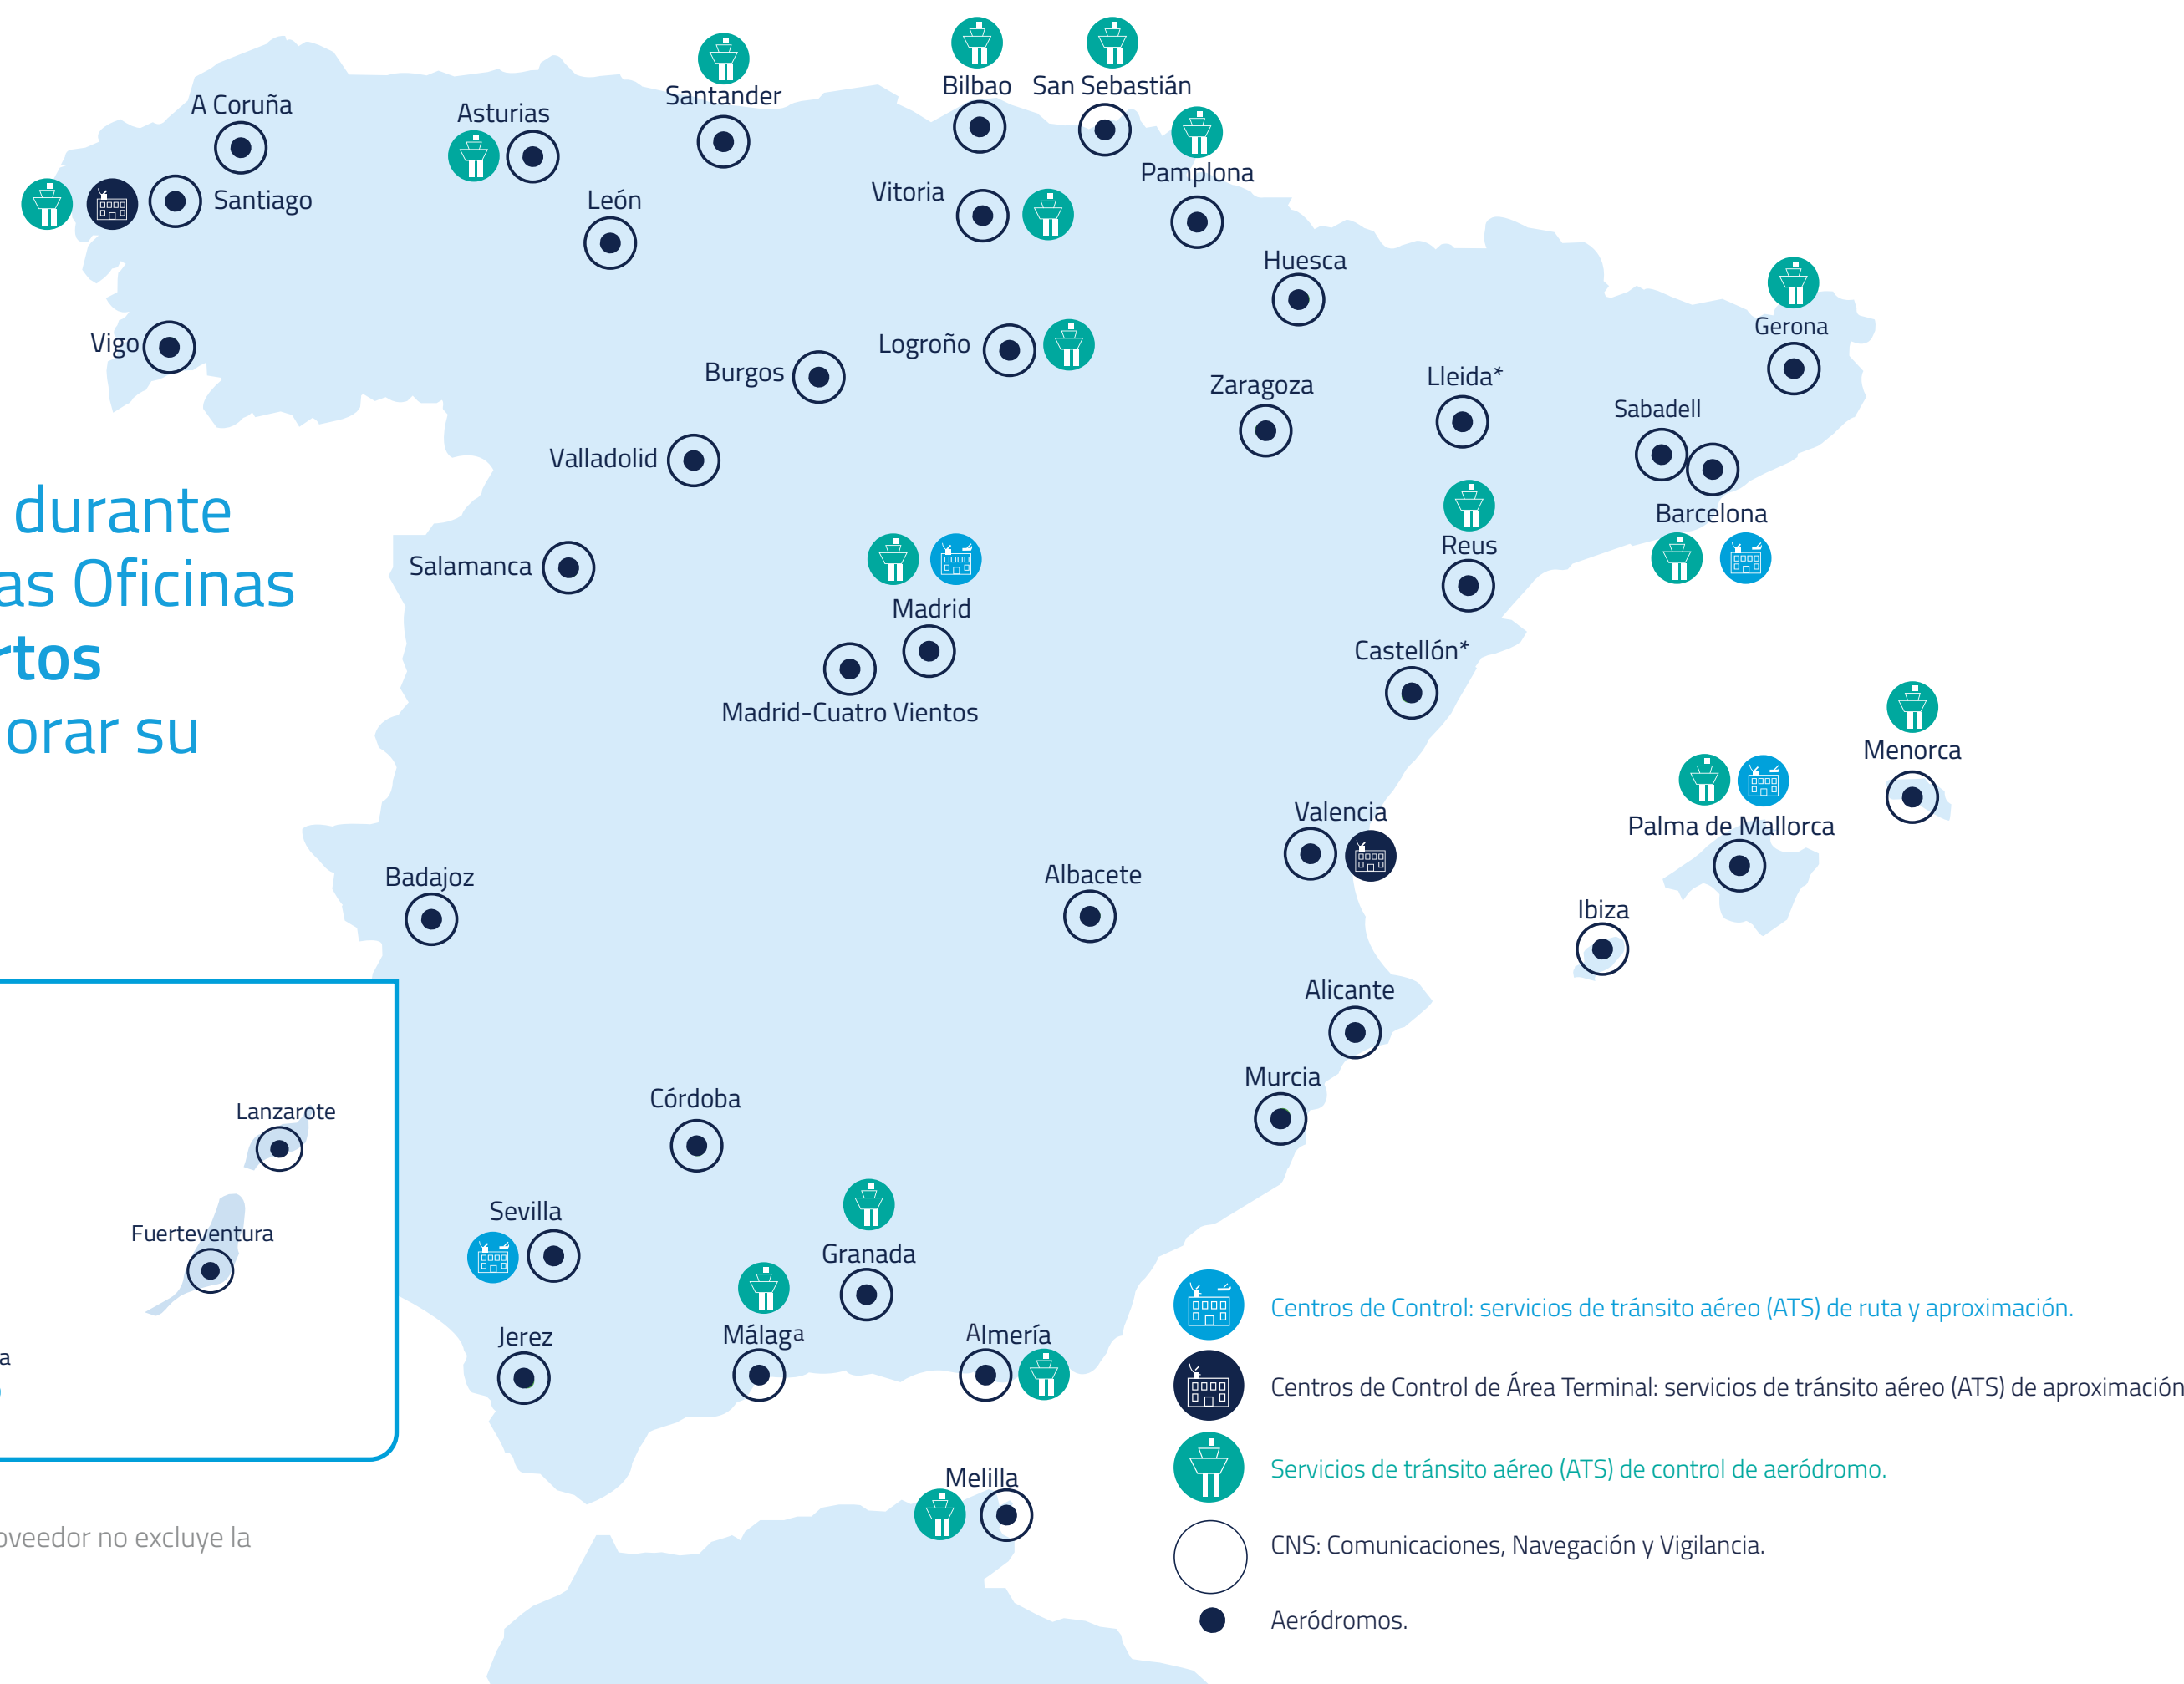 Bilbao
San Sebastián
Santander
A Coruña
Asturias
Pamplona
Santiago
León
Vitoria
Huesca
Gerona
Vigo
Logroño
Burgos
Zaragoza
Lleida*
Sabadell
Valladolid
durante
Barcelona
Reus
Salamanca
as Oficinas
Madrid
rtos
Castellón*
Madrid-Cuatro Vientos
orar su
Menorca
Valencia
Palma de Mallorca
Badajoz
Albacete
Ibiza
Alicante
Murcia
Córdoba
Lanzarote
Sevilla
Fuerteventura
Granada
Jerez
Málaga
Almería
a
Melilla
oveedor no excluye la
Centros de Control: servicios de tránsito aéreo (ATS) de ruta y aproximación.
Centros de Control de Área Terminal: servicios de tránsito aéreo (ATS) de aproximación
Servicios de tránsito aéreo (ATS) de control de aeródromo.
CNS: Comunicaciones, Navegación y Vigilancia.
Aeródromos.